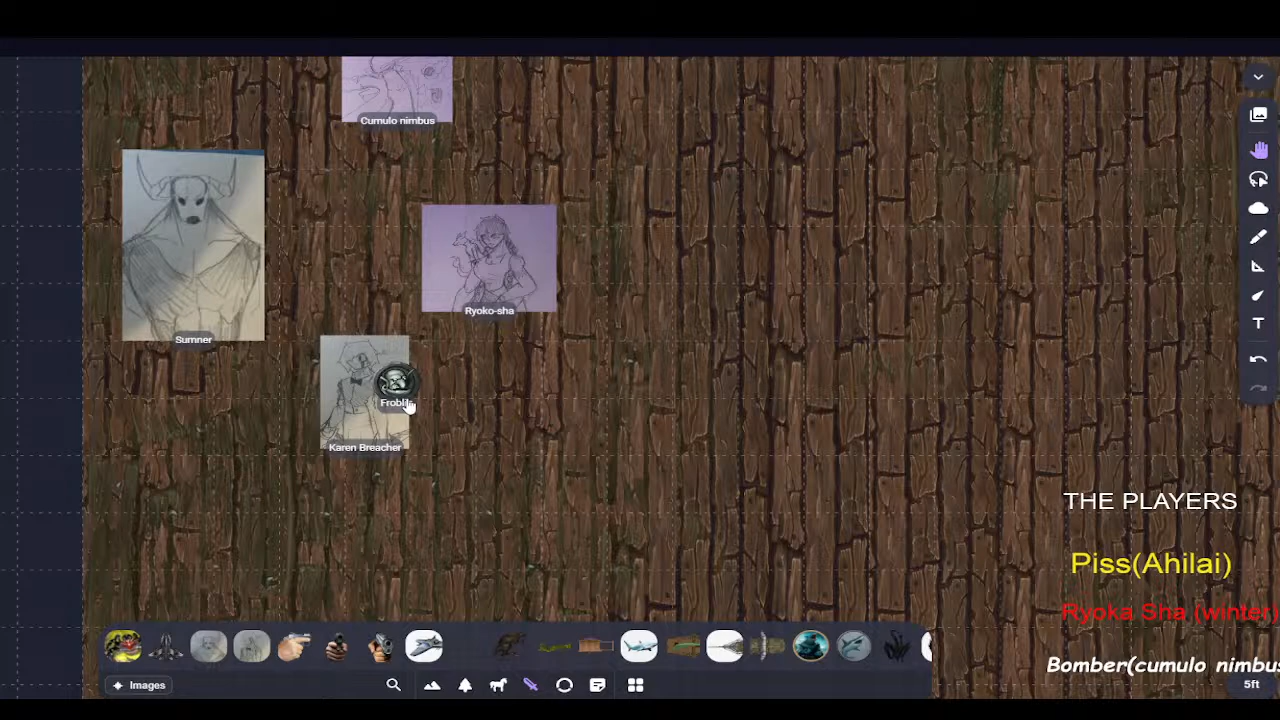 Cumulo nimbus
Sumner
Ryoko-sha
Karen Breacher
THE PLAYERS
Piss(Ahilai)
Ryoka Sha (winter)
Bomber(cumulo nimbus
Images
5ft